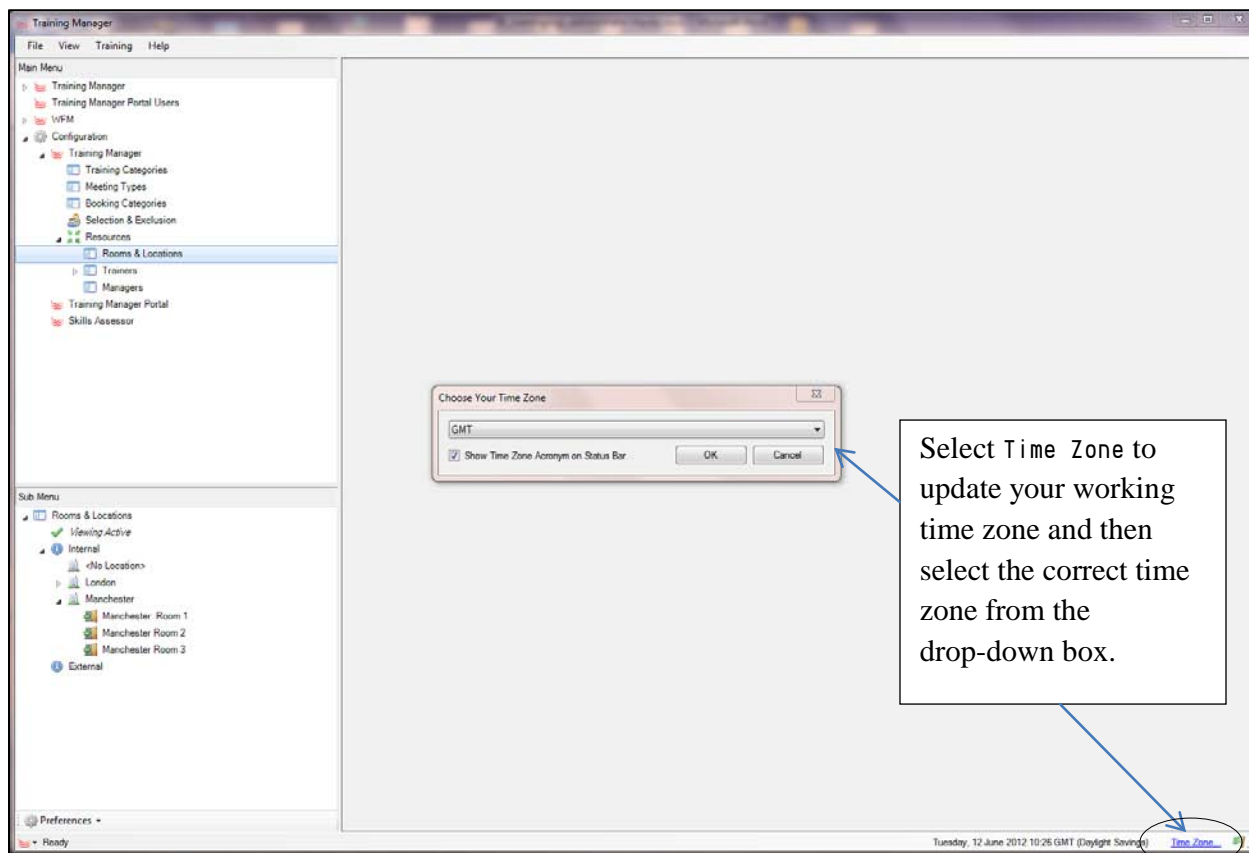 Training Manager
File View Training Help
Main Menu
Training Manager
Training Manager Portal Users
WFM
Configuration
Training Manager
Training Categories
Meeting Types
Booking Categories
Selection & Exclusion
Resources
Rooms & Locations
Trainers
Managers
Training Manager Portal
Skills Assessor
Choose Your Time Zone
GMT
Show Time Zone Acronym on Status Bar
OK Cancel
Select Time Zone to
update your working
time zone and then
select the correct time
zone from the
drop-down box.
Sub Menu
Rooms & Locations
Viewing Active
Internal
<No Location>
London
Manchester
Manchester Room 1
Manchester Room 2
Manchester Room 3
External
Preferences
Ready
Tuesday, 12 June 2012 10:26 GMT (Daylight Savings) Time Zone...